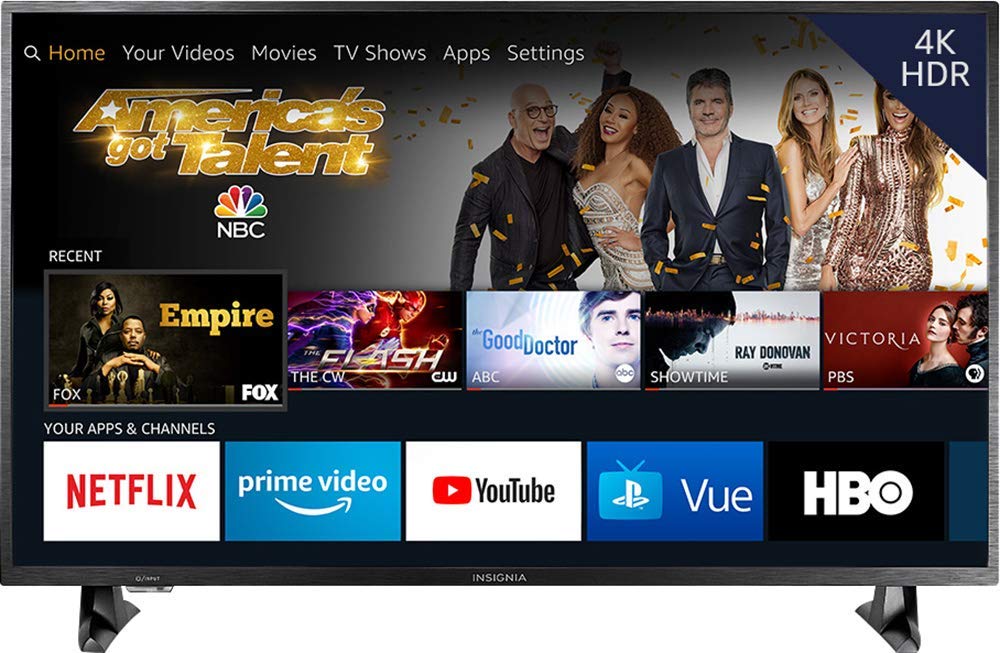 Home Your Videos Movies TV Shows Apps Settings
4K
HDR
America's
got Talent
NBC
RECENT
Empire
FOX
FOX
THE FLASH
THE CW
CW
the GoodDoctor
ABC
abc
RAY DONOVAN
SHOWTIME
SHOWTIME
VICTORIA
PBS
YOUR APPS & CHANNELS
NETFLIX
prime video
YouTube
Vue
HBO
INPUT
INSIGNIA